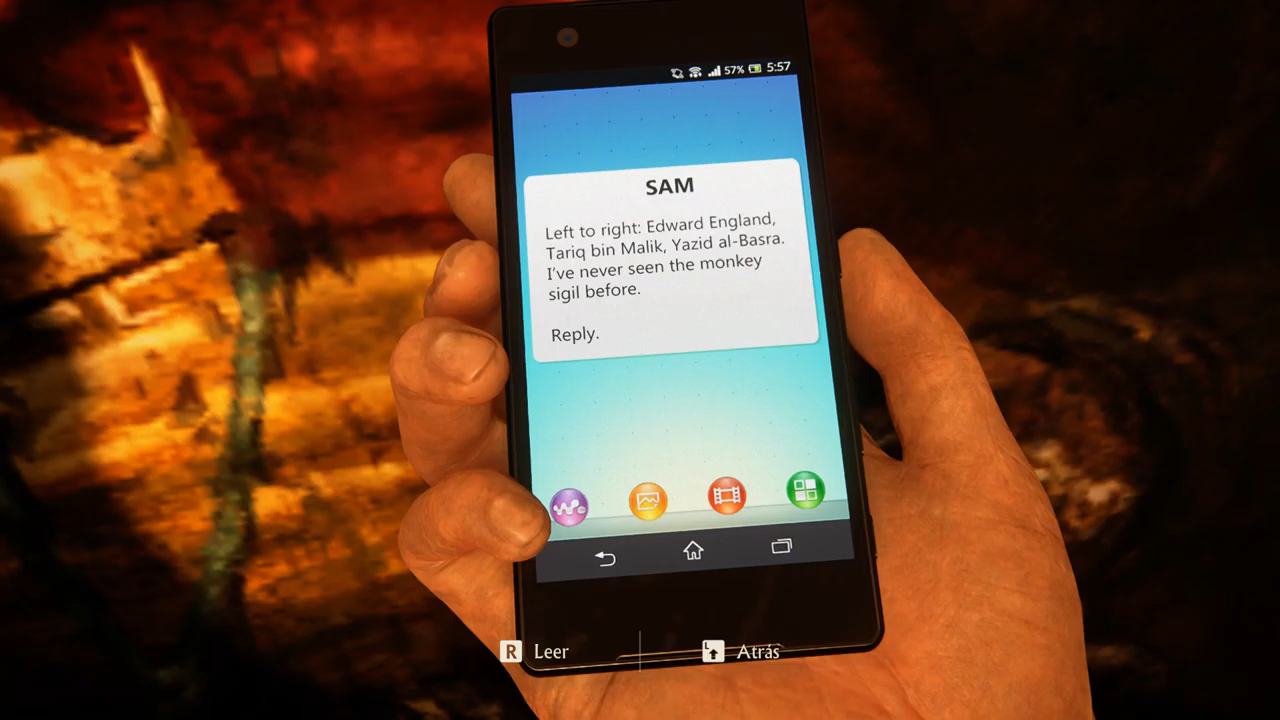 57% 5:57
SAM
Left to right: Edward England,
Tariq bin Malik, Yazid al-Basra.
I've never seen the monkey
sigil before.
Reply.
R Leer L Atrás